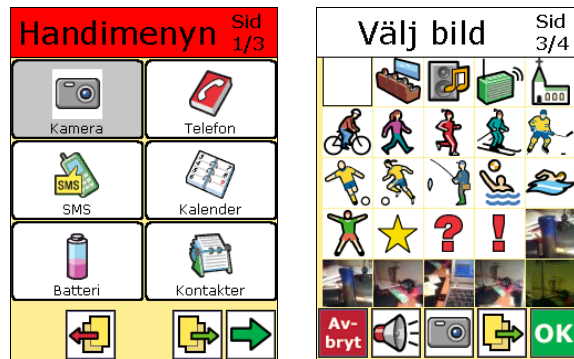 Handimenyn
Sid
1/3
Kamera
Telefon
SMS
SMS
Kalender
Batteri
Kontakter
Välj bild
Sid
3/4
Av-
bryt
OK